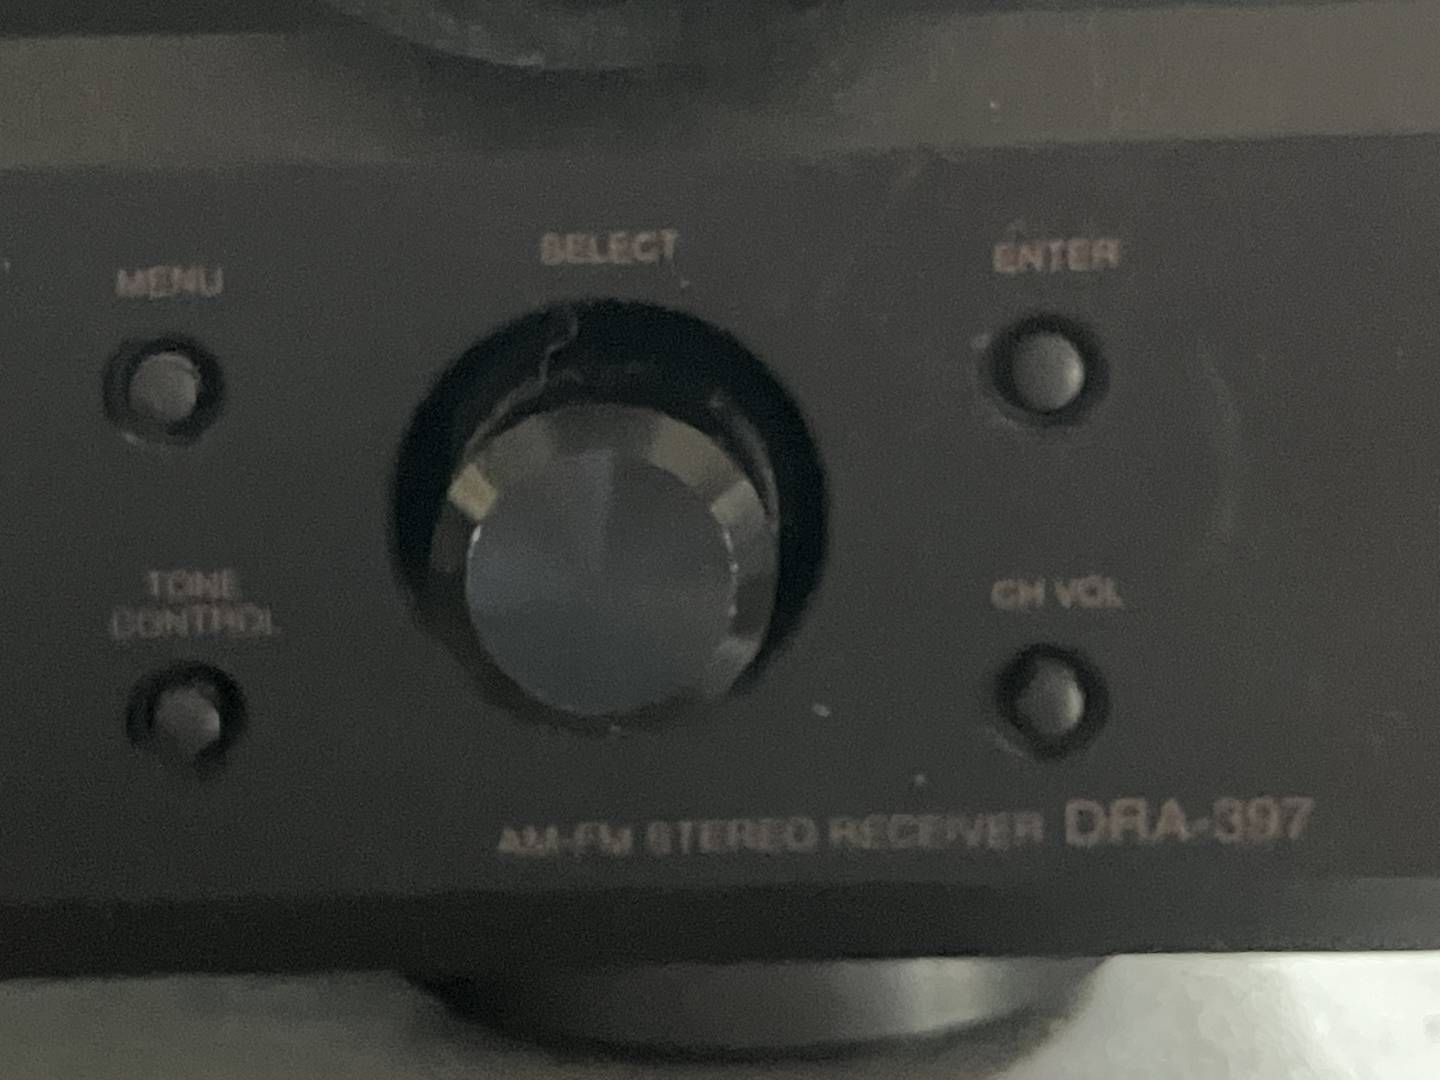 MENU
SELECT
ENTER
TONE
CONTROL
CH VOL
AM-FM STEREO RECEIVER DRA-397